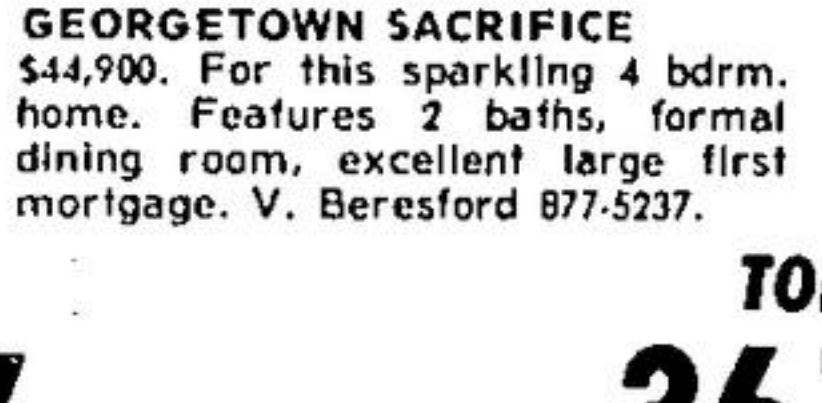 GEORGETOWN SACRIFICE
$44,900. For this sparkling 4 bdrm.
home. Features 2 baths, formal
dining room, excellent large first
mortgage. V. Beresford 877-5237.